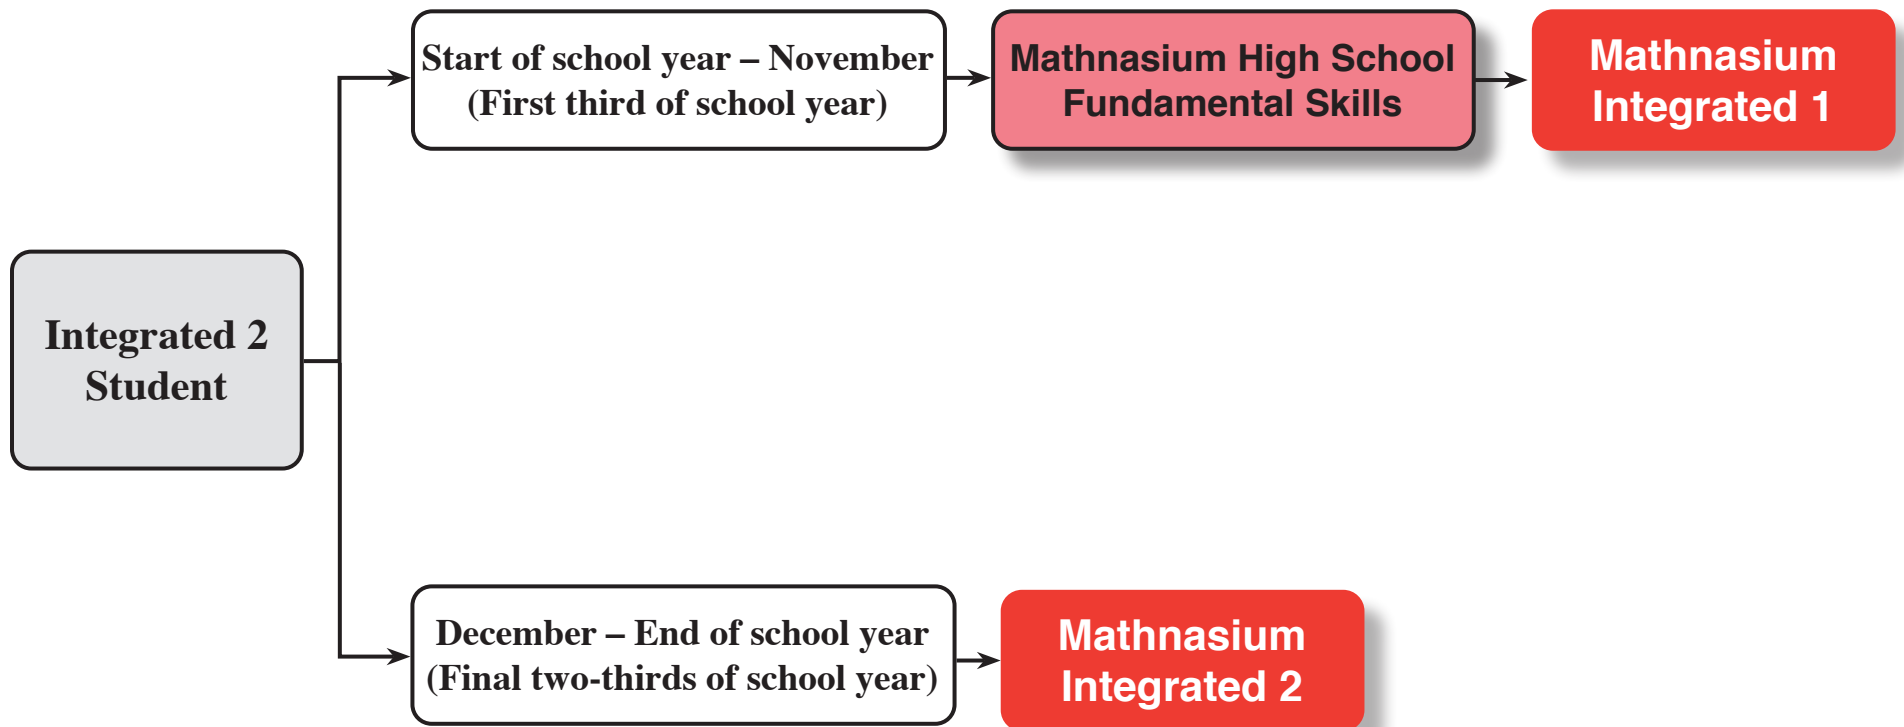 Start of school year – November
(First third of school year)
Mathnasium High School
Fundamental Skills
Mathnasium
Integrated 1
Integrated 2
Student
December – End of school year
(Final two-thirds of school year)
Mathnasium
Integrated 2